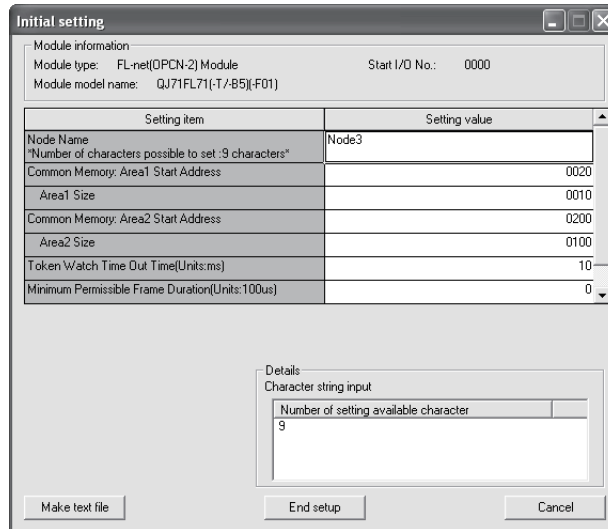 Initial setting
Module information
Module type: FL-net(OPCN-2) Module Start I/O No.: 0000
Module model name: QJ71FL71(-T/-B5)(-F01)
Setting item Setting value
Node Name Node3
*Number of characters possible to set :9 characters*
Common Memory: Area1 Start Address 0020
Area1 Size 0010
Common Memory: Area2 Start Address 0200
Area2 Size 0100
Token Watch Time Out Time(Units:ms) 10
Minimum Permissible Frame Duration(Units:100us) 0
Details
Character string input
Number of setting available character
9
Make text file End setup Cancel